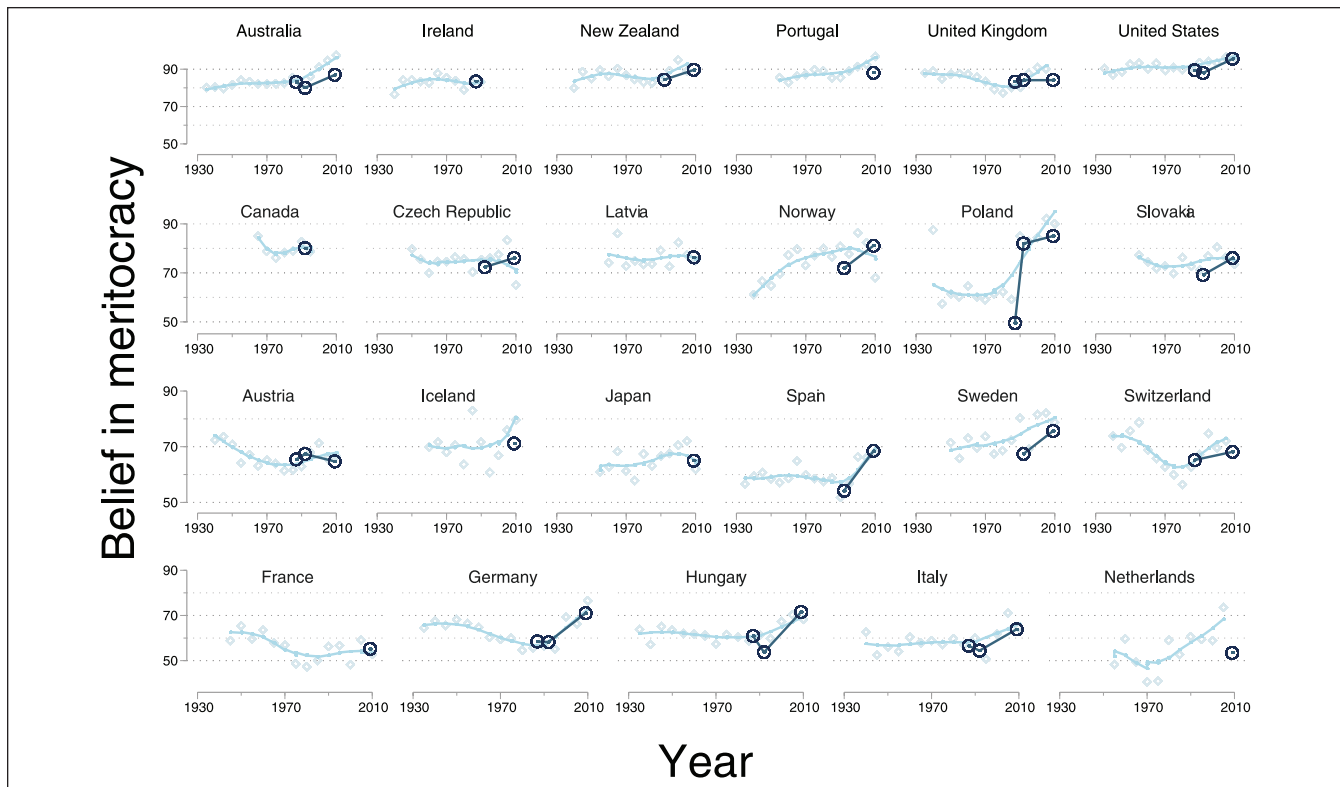 Australia Ireland New Zealand Portugal United Kingdom United States
90
70
50
1930 1970 2010 1930 1970 2010 1930 1970 2010 1930 1970 2010 1930 1970 2010 1930 1970 2010
Canada Czech Republic Latvia Norway Poland Slovakia
90
70
50
1930 1970 2010 1930 1970 2010 1930 1970 2010 1930 1970 2010 1930 1970 2010 1930 1970 2010
Austria Iceland Japan Spain Sweden Switzerland
90
70
50
1930 1970 2010 1930 1970 2010 1930 1970 2010 1930 1970 2010 1930 1970 2010 1930 1970 2010
France Germany Hungary Italy Netherlands
90
70
50
1930 1970 2010 1930 1970 2010 1930 1970 2010 1930 1970 2010 1930 1970 2010
Belief in meritocracy
Year